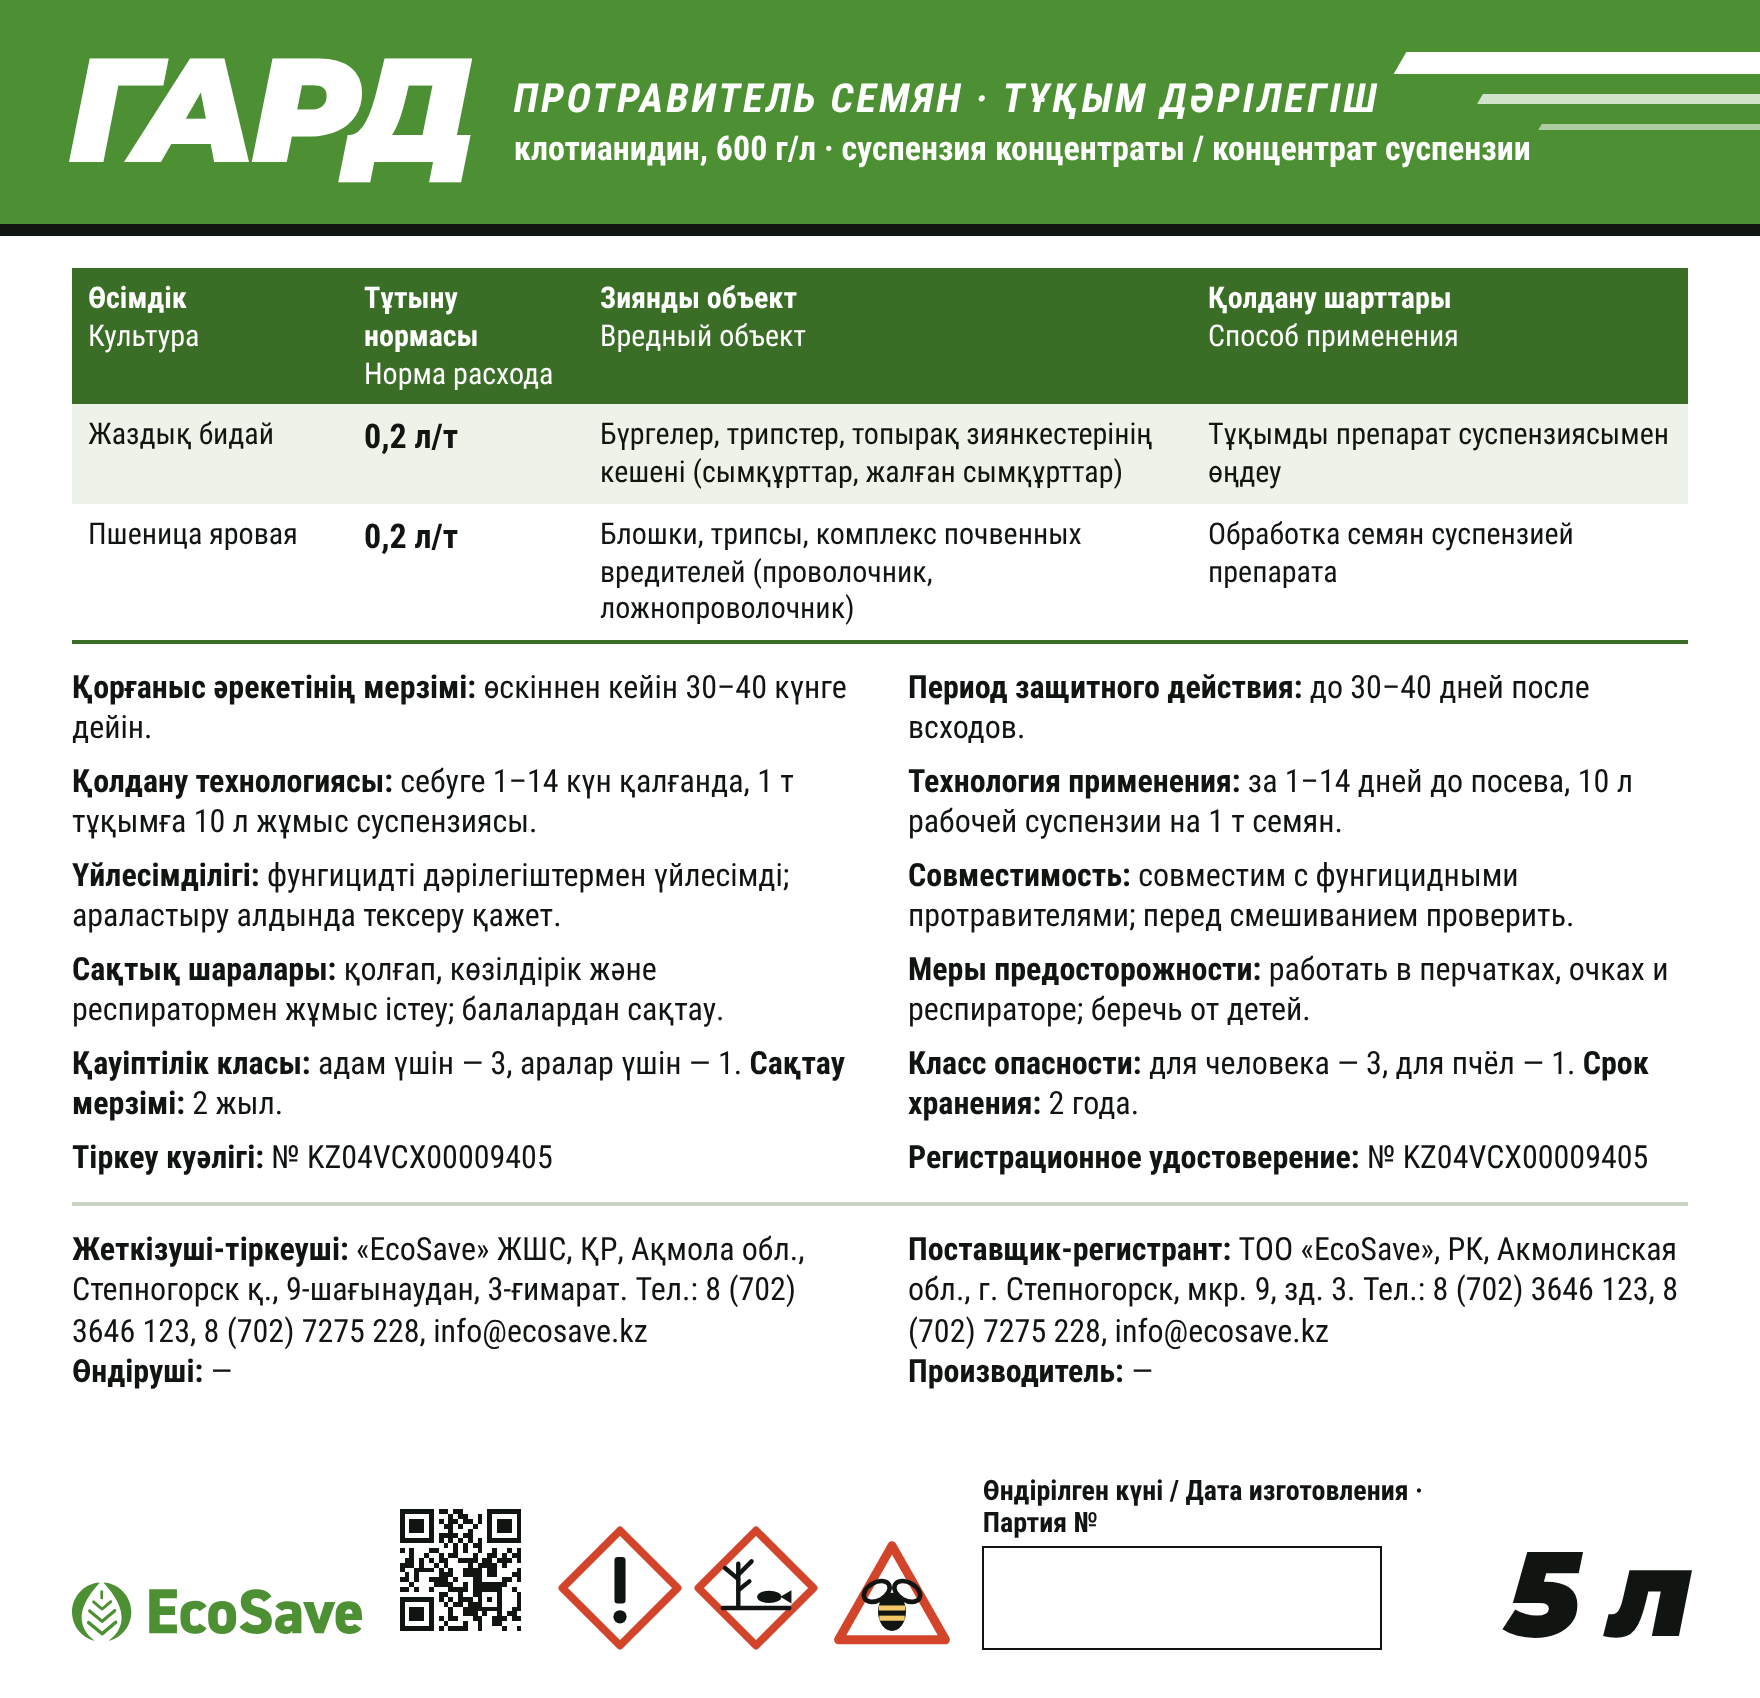 ГАРД
ПРОТРАВИТЕЛЬ СЕМЯН · ТҰҚЫМ ДӘРІЛЕГІШ
клотианидин, 600 г/л · суспензия концентраты / концентрат суспензии
Өсімдік
Культура
Тұтыну
нормасы
Норма расхода
Зиянды объект
Вредный объект
Қолдану шарттары
Способ применения
Жаздық бидай
0,2 л/т
Бүргелер, трипстер, топырақ зиянкестерінің
кешені (сымқұрттар, жалған сымқұрттар)
Тұқымды препарат суспензиясымен
өңдеу
Пшеница яровая
0,2 л/т
Блошки, трипсы, комплекс почвенных
вредителей (проволочник,
ложнопроволочник)
Обработка семян суспензией
препарата
Қорғаныс әрекетінің мерзімі: өскіннен кейін 30–40 күнге
дейін.
Қолдану технологиясы: себуге 1–14 күн қалғанда, 1 т
тұқымға 10 л жұмыс суспензиясы.
Үйлесімділігі: фунгицидті дәрілегіштермен үйлесімді;
араластыру алдында тексеру қажет.
Сақтық шаралары: қолғап, көзілдірік және
респиратормен жұмыс істеу; балалардан сақтау.
Қауіптілік класы: адам үшін — 3, аралар үшін — 1. Сақтау
мерзімі: 2 жыл.
Тіркеу куәлігі: № KZ04VCX00009405
Период защитного действия: до 30–40 дней после
всходов.
Технология применения: за 1–14 дней до посева, 10 л
рабочей суспензии на 1 т семян.
Совместимость: совместим с фунгицидными
протравителями; перед смешиванием проверить.
Меры предосторожности: работать в перчатках, очках и
респираторе; беречь от детей.
Класс опасности: для человека — 3, для пчёл — 1. Срок
хранения: 2 года.
Регистрационное удостоверение: № KZ04VCX00009405
Жеткізуші-тіркеуші: «EcoSave» ЖШС, ҚР, Ақмола обл.,
Степногорск қ., 9-шағынаудан, 3-ғимарат. Тел.: 8 (702)
3646 123, 8 (702) 7275 228, info@ecosave.kz
Өндіруші: —
Поставщик-регистрант: ТОО «EcoSave», РК, Акмолинская
обл., г. Степногорск, мкр. 9, зд. 3. Тел.: 8 (702) 3646 123, 8
(702) 7275 228, info@ecosave.kz
Производитель: —
EcoSave
Өндірілген күні / Дата изготовления ·
Партия №
5 л